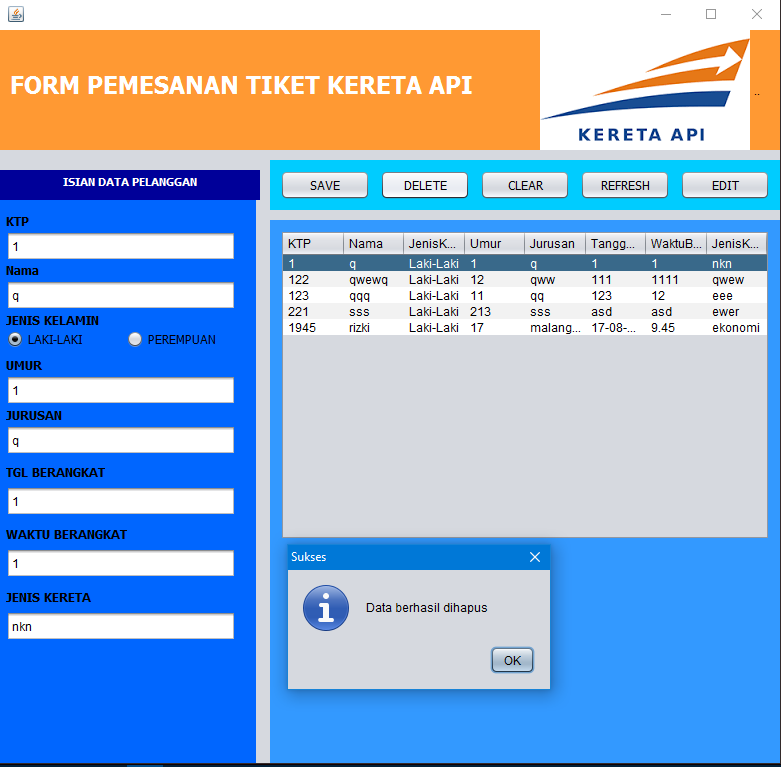 FORM PEMESANAN TIKET KERETA API
KERETA API
..
ISIAN DATA PELANGGAN
SAVE DELETE CLEAR REFRESH EDIT
KTP
1
Nama
q
JENIS KELAMIN
LAKI-LAKI PEREMPUAN
UMUR
1
JURUSAN
q
TGL BERANGKAT
1
WAKTU BERANGKAT
1
JENIS KERETA
nkn
KTP Nama JenisK... Umur Jurusan Tangg... WaktuB... JenisK...
1 q Laki-Laki 1 q 1 1 nkn
122 qwewq Laki-Laki 12 qww 111 1111 qwew
123 qqq Laki-Laki 11 qq 123 12 eee
221 sss Laki-Laki 213 sss asd asd ewer
1945 rizki Laki-Laki 17 malang... 17-08-... 9.45 ekonomi
Sukses
Data berhasil dihapus
OK